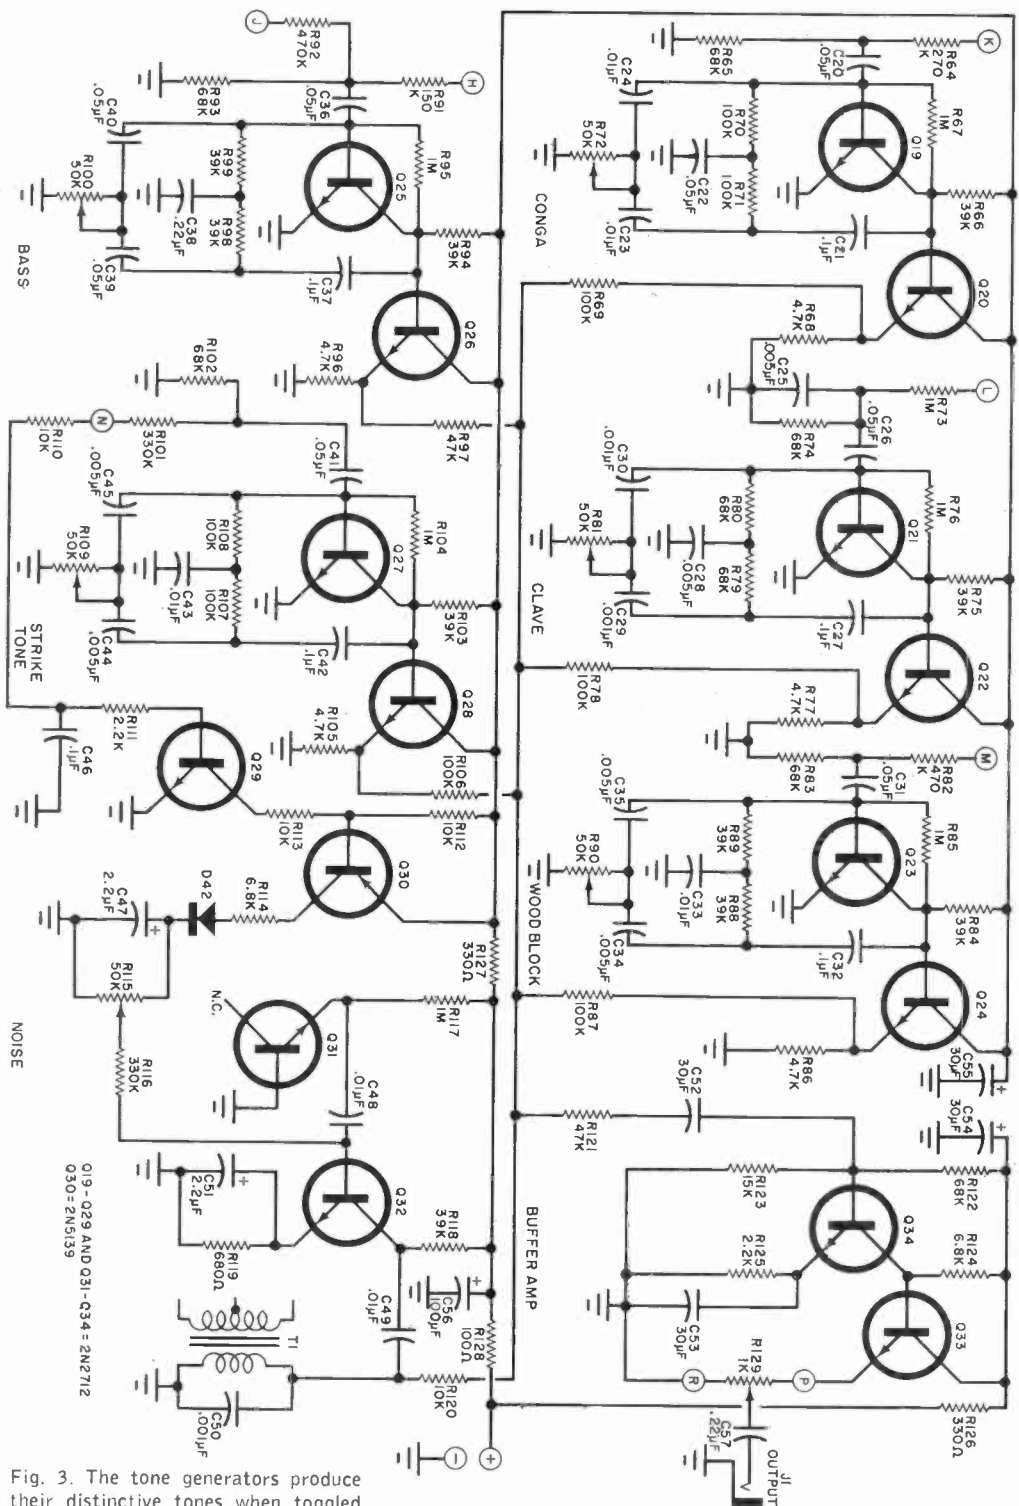 K
R64
270
K
C20
.05µF
R65
68K
R67
1M
Q19
R66
39K
C24
.01µF
R70
100K
R71
100K
R72
50K
C22
.05µF
C23
.01µF
C21
.1µF
CONGA
Q20
R69
100K
R68
4.7K
L
R73
1M
C25
.005µF
C26
.05µF
R74
68K
R76
1M
Q21
R75
39K
C30
.001µF
R80
68K
R79
68K
R81
50K
C28
.005µF
C29
.001µF
C27
.1µF
CLAVE
Q22
R78
100K
R77
4.7K
M
R82
470
K
C31
.05µF
R83
68K
R85
1M
Q23
R84
39K
C35
.005µF
R89
39K
R88
39K
R90
50K
C33
.01µF
C34
.005µF
C32
.1µF
WOOD BLOCK
Q24
R87
100K
R86
4.7K
C55
30µF
+
C54
30µF
+
C52
30µF
R121
47K
R122
68K
R123
15K
Q34
R124
6.8K
R125
2.2K
C53
30µF
Q33
R129
1K
R
P
R126
330Ω
C57
.22µF
J1
OUTPUT
BUFFER AMP
J
R92
470K
H
R91
150
K
R93
68K
C36
.05µF
R95
1M
Q25
R94
39K
C40
.05µF
R99
39K
R98
39K
R100
50K
C38
.22µF
C39
.05µF
C37
.1µF
BASS
Q26
R96
4.7K
R97
47K
R102
68K
R110
10K
N
R101
330K
C41
.05µF
R104
1M
Q27
R103
39K
C45
.005µF
R108
100K
R107
100K
R109
50K
C43
.01µF
C44
.005µF
C42
.1µF
STRIKE
TONE
Q28
R105
4.7K
R106
100K
R111
2.2K
C46
.1µF
Q29
R113
10K
R112
10K
Q30
R114
6.8K
D42
C47
2.2µF
+
R115
50K
R116
330K
NOISE
R127
330Ω
R117
1M
N.C.
Q31
C48
.01µF
Q32
C51
2.2µF
+
R119
680Ω
R118
39K
C56
100µF
+
C49
.01µF
R128
100Ω
R120
10K
T1
C50
.001µF
−
+
Q19-Q29 AND Q31-Q34=2N2712
Q30=2N5139
Fig. 3. The tone generators produce
their distinctive tones when toggled